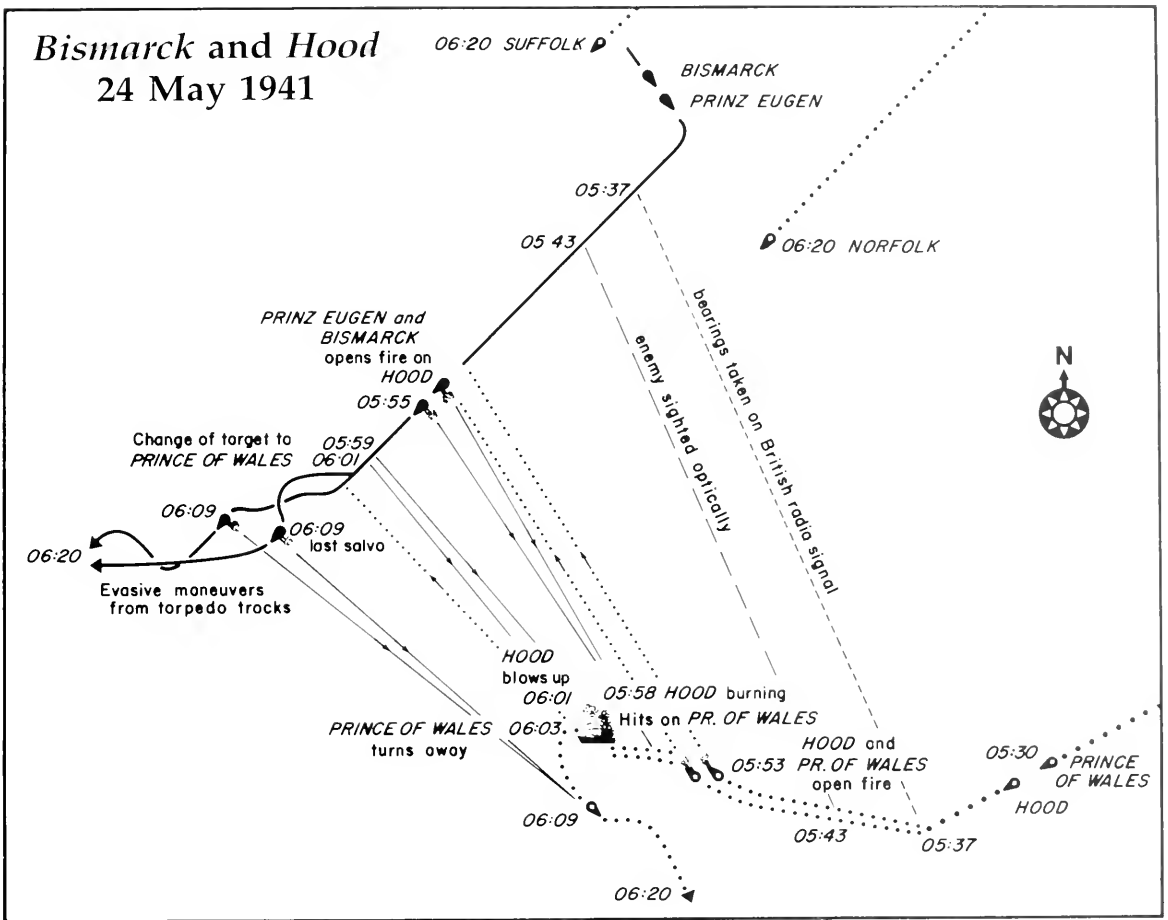 Bismarck and Hood
24 May 1941
06:20 SUFFOLK
BISMARCK
PRINZ EUGEN
05:37
05 43
06:20 NORFOLK
PRINZ EUGEN and
BISMARCK
opens fire on
HOOD
05:55
bearings taken on British radia signal
enemy sighted optically
N
Change of torget to
PRINCE OF WALES
05:59
06:01
06:09
06:09
last salvo
06:20
Evasive maneuvers
from torpedo trocks
HOOD
blows up
06:01
05:58 HOOD burning
Hits on PR. OF WALES
06:03
PRINCE OF WALES
turns away
05:53
HOOD and
PR. OF WALES
open fire
05:30
PRINCE
OF WALES
HOOD
06:09
05:43
05:37
06:20